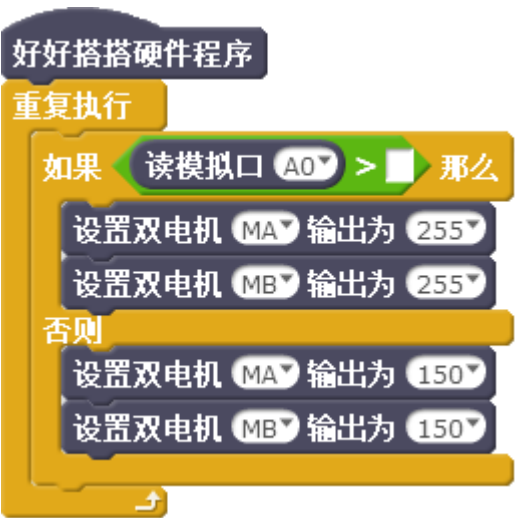 好好搭搭硬件程序
重复执行
如果 读模拟口 A0 > 那么
设置双电机 MA 输出为 255
设置双电机 MB 输出为 255
否则
设置双电机 MA 输出为 150
设置双电机 MB 输出为 150